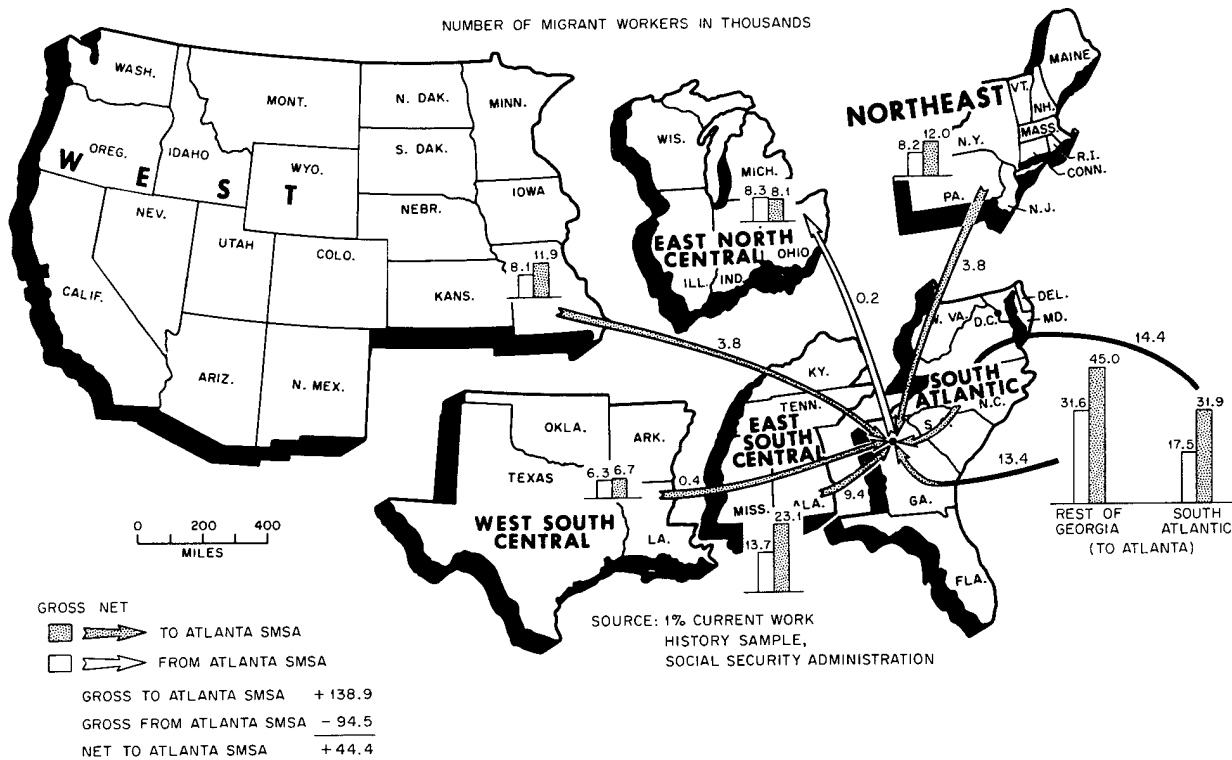 NUMBER OF MIGRANT WORKERS IN THOUSANDS
WASH.
MONT.
N. DAK.
MINN.
OREG.
IDAHO
WYO.
S. DAK.
WEST
NEV.
UTAH
COLO.
NEBR.
IOWA
CALIF.
KANS.
8.1
11.9
ARIZ.
N. MEX.
3.8
WIS.
MICH.
8.3
8.1
EAST NORTH
CENTRAL
OHIO
ILL.
IND.
0.2
MAINE
VT.
NH.
NORTHEAST
8.2
12.0
N.Y.
MASS.
R.I.
CONN.
PA.
N.J.
3.8
W. VA.
D.C.
DEL.
MD.
14.4
KY.
SOUTH
ATLANTIC
N.C.
S.
TENN.
EAST
SOUTH
CENTRAL
MISS.
ALA.
9.4
GA.
13.4
FLA.
13.7
23.1
OKLA.
ARK.
TEXAS
6.3
6.7
0.4
WEST SOUTH
CENTRAL
LA.
31.6
45.0
17.5
31.9
REST OF
GEORGIA
SOUTH
ATLANTIC
(TO ATLANTA)
0 200 400
MILES
SOURCE: 1% CURRENT WORK
HISTORY SAMPLE,
SOCIAL SECURITY ADMINISTRATION
GROSS NET
TO ATLANTA SMSA
FROM ATLANTA SMSA
GROSS TO ATLANTA SMSA +138.9
GROSS FROM ATLANTA SMSA - 94.5
NET TO ATLANTA SMSA +44.4